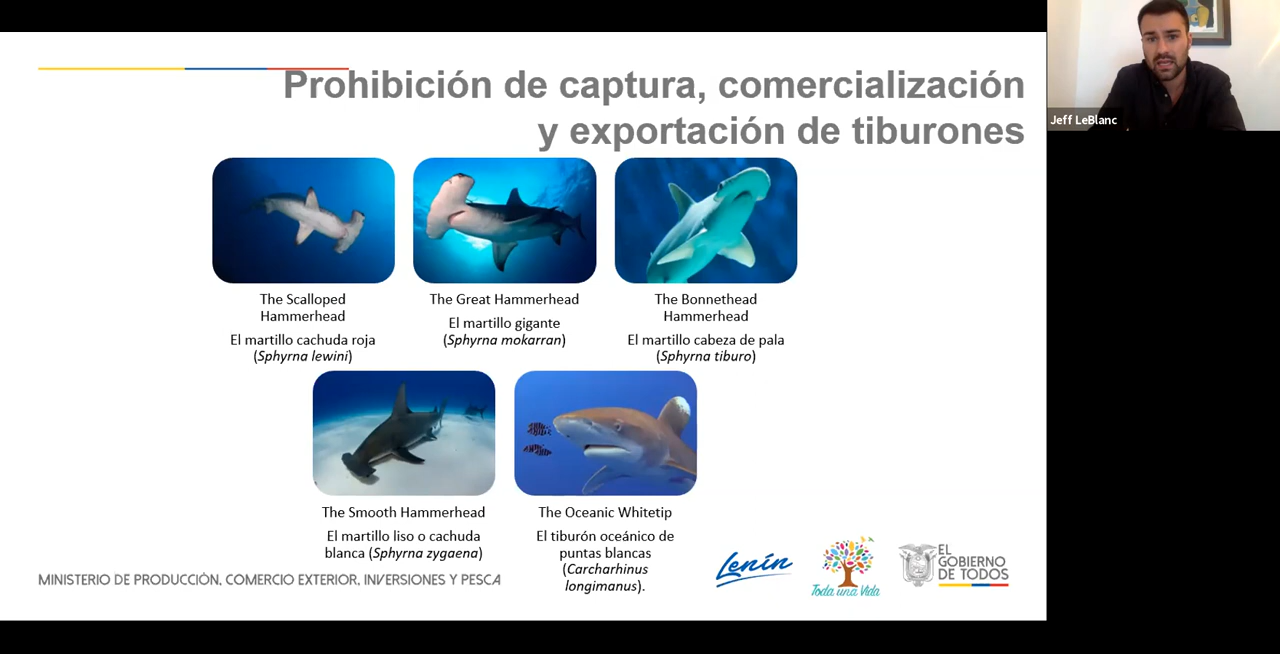 Prohibición de captura, comercialización
y exportación de tiburones
Jeff LeBlanc
The Scalloped
Hammerhead
El martillo cachuda roja
(Sphyrna lewini)
The Great Hammerhead
El martillo gigante
(Sphyrna mokarran)
The Bonnethead
Hammerhead
El martillo cabeza de pala
(Sphyrna tiburo)
The Smooth Hammerhead
El martillo liso o cachuda
blanca (Sphyrna zygaena)
The Oceanic Whitetip
El tiburón oceánico de
puntas blancas
(Carcharhinus
longimanus).
MINISTERIO DE PRODUCCIÓN, COMERCIO EXTERIOR, INVERSIONES Y PESCA
Lenín
Toda una Vida
EL
GOBIERNO
DE TODOS